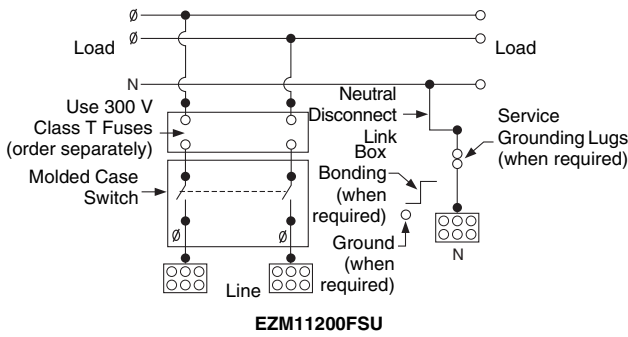 Ø
Ø
Load
Load
N
Use 300 V
Class T Fuses
(order separately)
Neutral
Disconnect
Link
Service
Grounding Lugs
(when required)
Molded Case
Switch
Box
Bonding
(when
required)
Ø
Ø
Ground
(when
required)
N
Line
EZM11200FSU